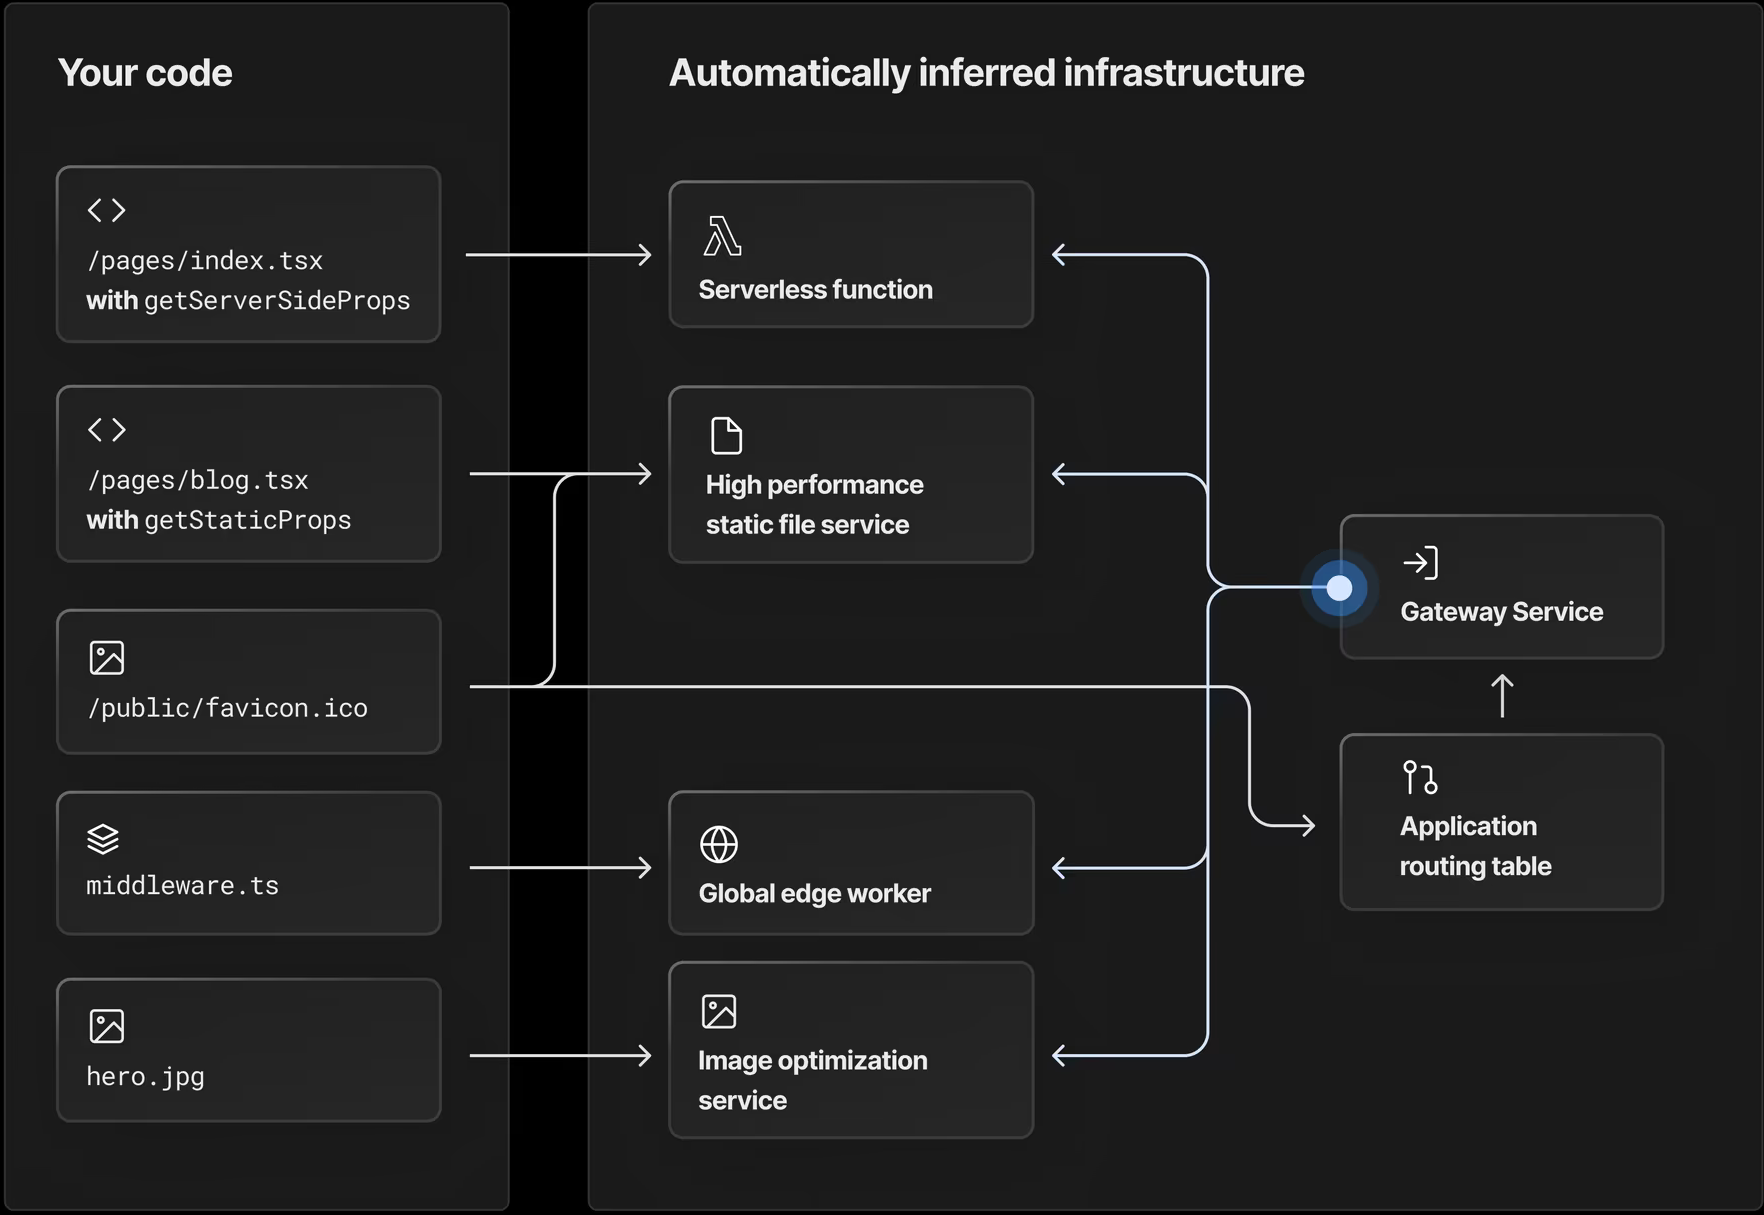 Your code
/pages/index.tsx
with getServerSideProps
/pages/blog.tsx
with getStaticProps
/public/favicon.ico
middleware.ts
hero.jpg
Automatically inferred infrastructure
Serverless function
High performance
static file service
Global edge worker
Image optimization
service
Gateway Service
Application
routing table